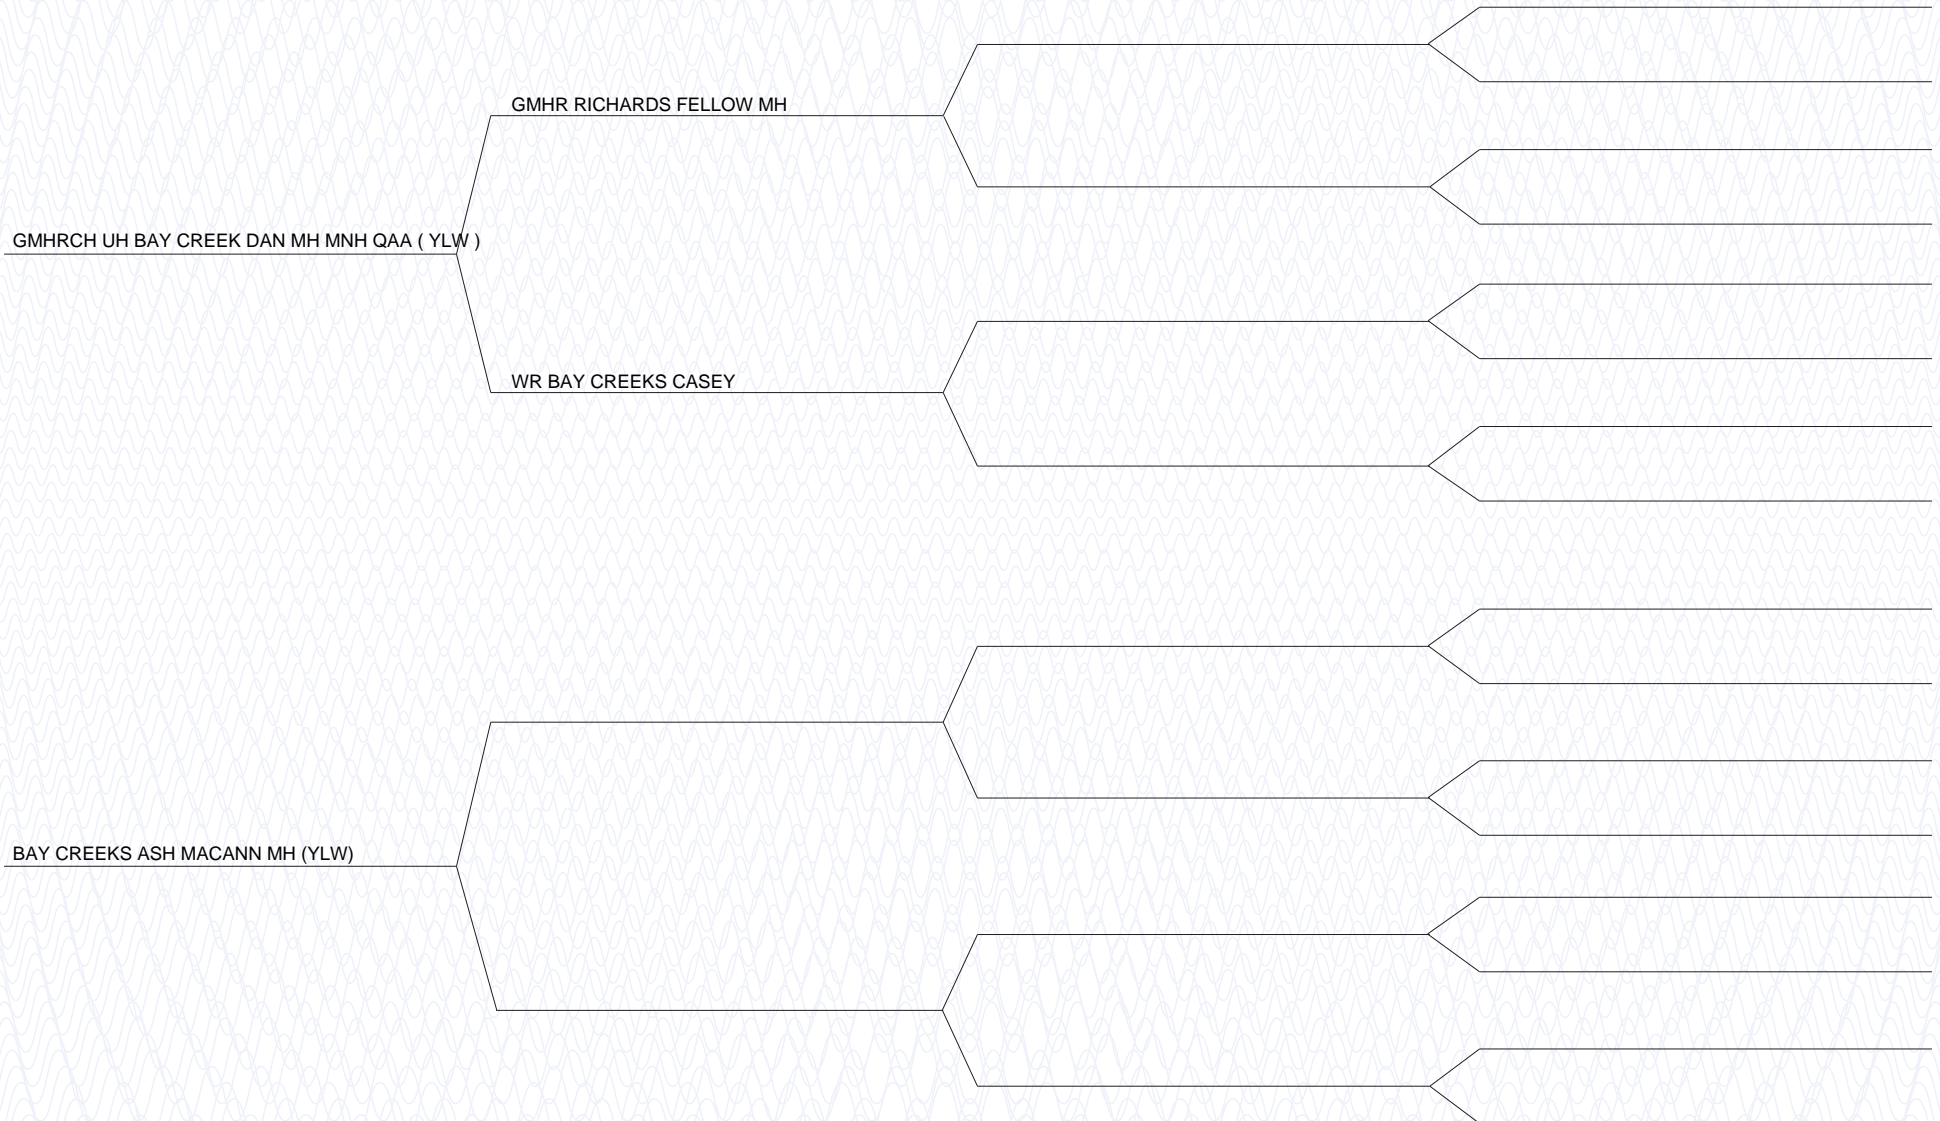 GMHR RICHARDS FELLOW MH
GMHRCH UH BAY CREEK DAN MH MNH QAA ( YLW )
WR BAY CREEKS CASEY
BAY CREEKS ASH MACANN MH (YLW)